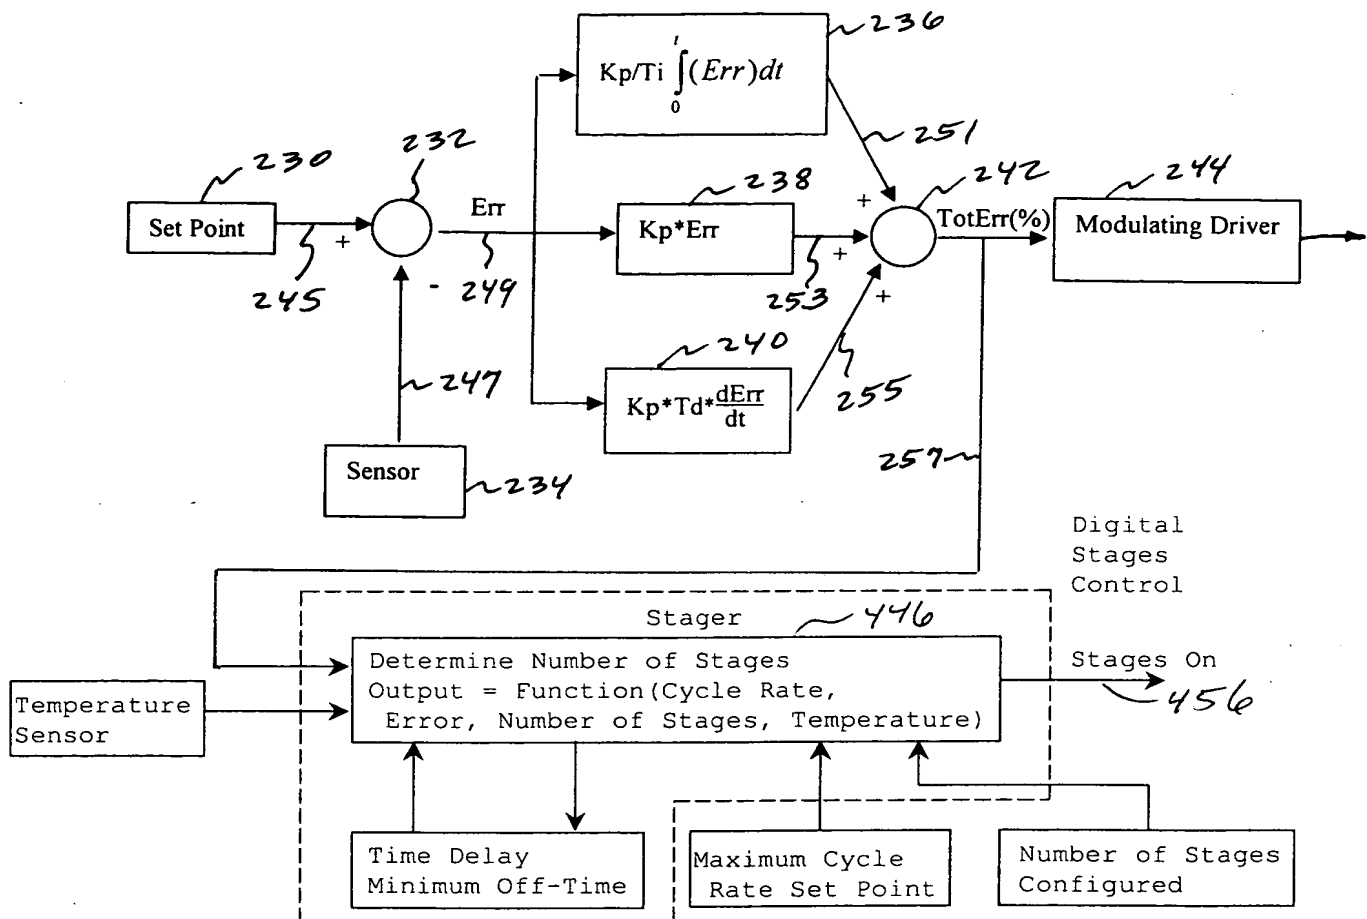 236
t
Kp/Ti ∫(Err)dt
0
251
230
232
238
242
244
Set Point
+
Err
Kp*Err
+
TotErr(%)
Modulating Driver
245
-
249
253
+
+
240
247
Kp*Td*dErr
dt
255
257
Sensor
234
Digital
Stages
Control
Stager
446
Determine Number of Stages
Output = Function(Cycle Rate,
Error, Number of Stages, Temperature)
Stages On
456
Temperature
Sensor
Time Delay
Minimum Off-Time
Maximum Cycle
Rate Set Point
Number of Stages
Configured